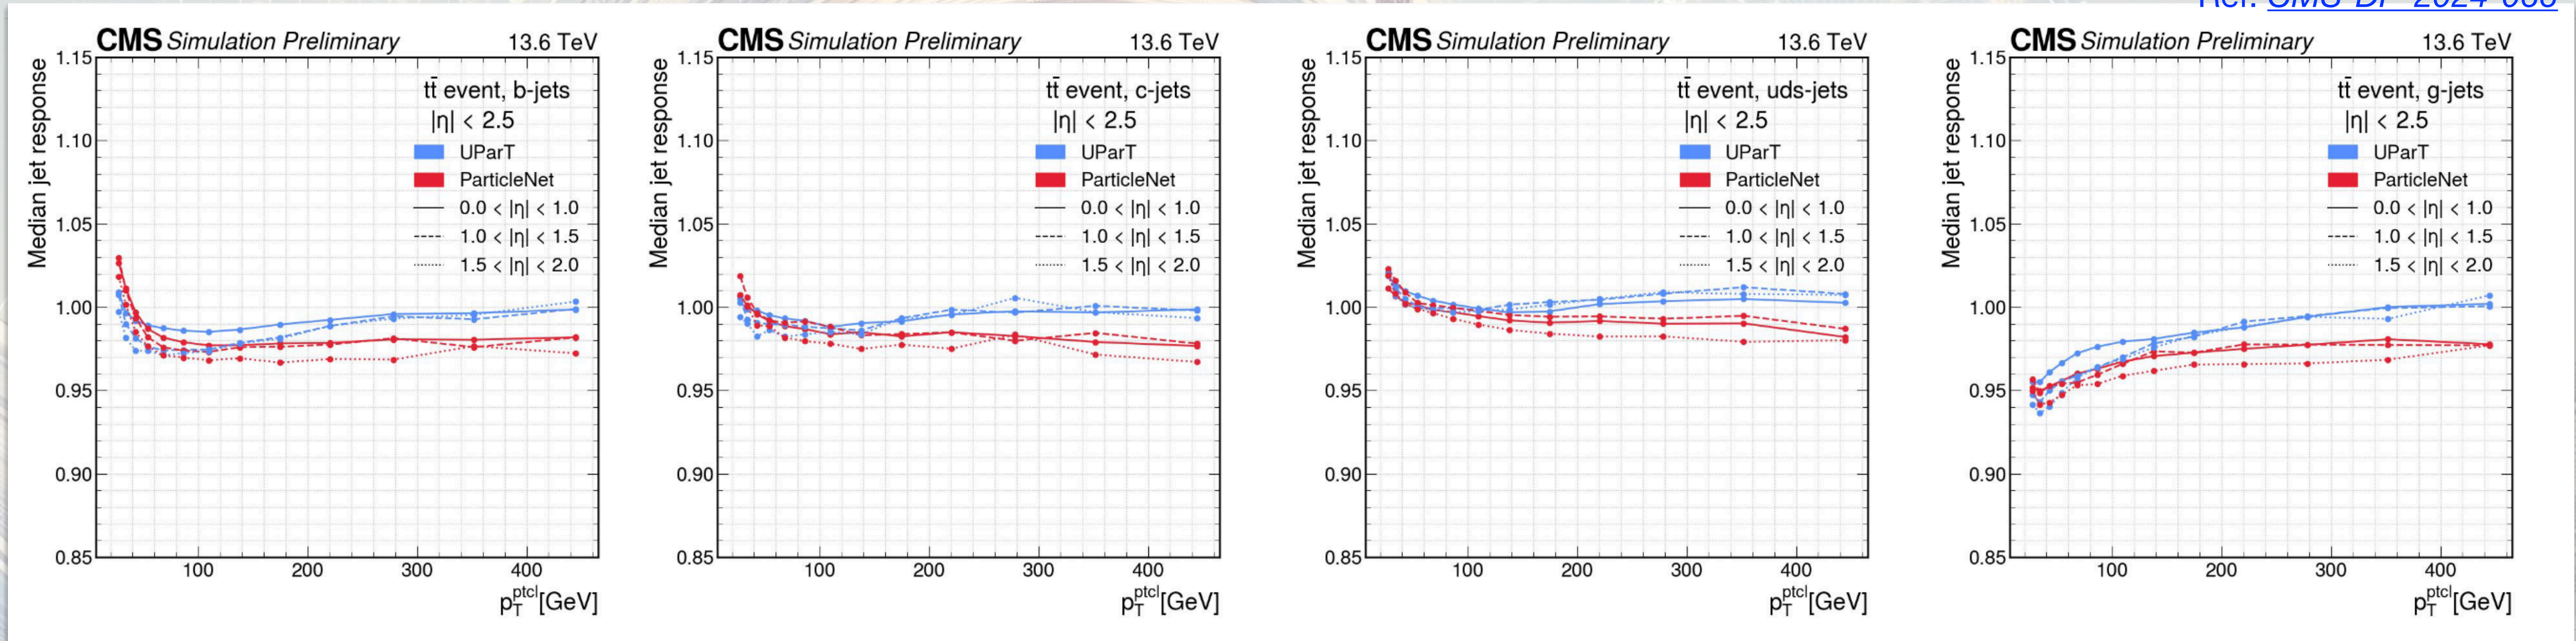 Ref. CMS-DP-2024-066
CMS Simulation Preliminary 13.6 TeV
Median jet response
1.15
1.10
1.05
1.00
0.95
0.90
0.85
tt̄ event, b-jets
|η| < 2.5
UParT
ParticleNet
0.0 < |η| < 1.0
1.0 < |η| < 1.5
1.5 < |η| < 2.0
100 200 300 400
p_T^ptcl [GeV]
CMS Simulation Preliminary 13.6 TeV
Median jet response
1.15
1.10
1.05
1.00
0.95
0.90
0.85
tt̄ event, c-jets
|η| < 2.5
UParT
ParticleNet
0.0 < |η| < 1.0
1.0 < |η| < 1.5
1.5 < |η| < 2.0
100 200 300 400
p_T^ptcl [GeV]
CMS Simulation Preliminary 13.6 TeV
Median jet response
1.15
1.10
1.05
1.00
0.95
0.90
0.85
tt̄ event, uds-jets
|η| < 2.5
UParT
ParticleNet
0.0 < |η| < 1.0
1.0 < |η| < 1.5
1.5 < |η| < 2.0
100 200 300 400
p_T^ptcl [GeV]
CMS Simulation Preliminary 13.6 TeV
Median jet response
1.15
1.10
1.05
1.00
0.95
0.90
0.85
tt̄ event, g-jets
|η| < 2.5
UParT
ParticleNet
0.0 < |η| < 1.0
1.0 < |η| < 1.5
1.5 < |η| < 2.0
100 200 300 400
p_T^ptcl [GeV]